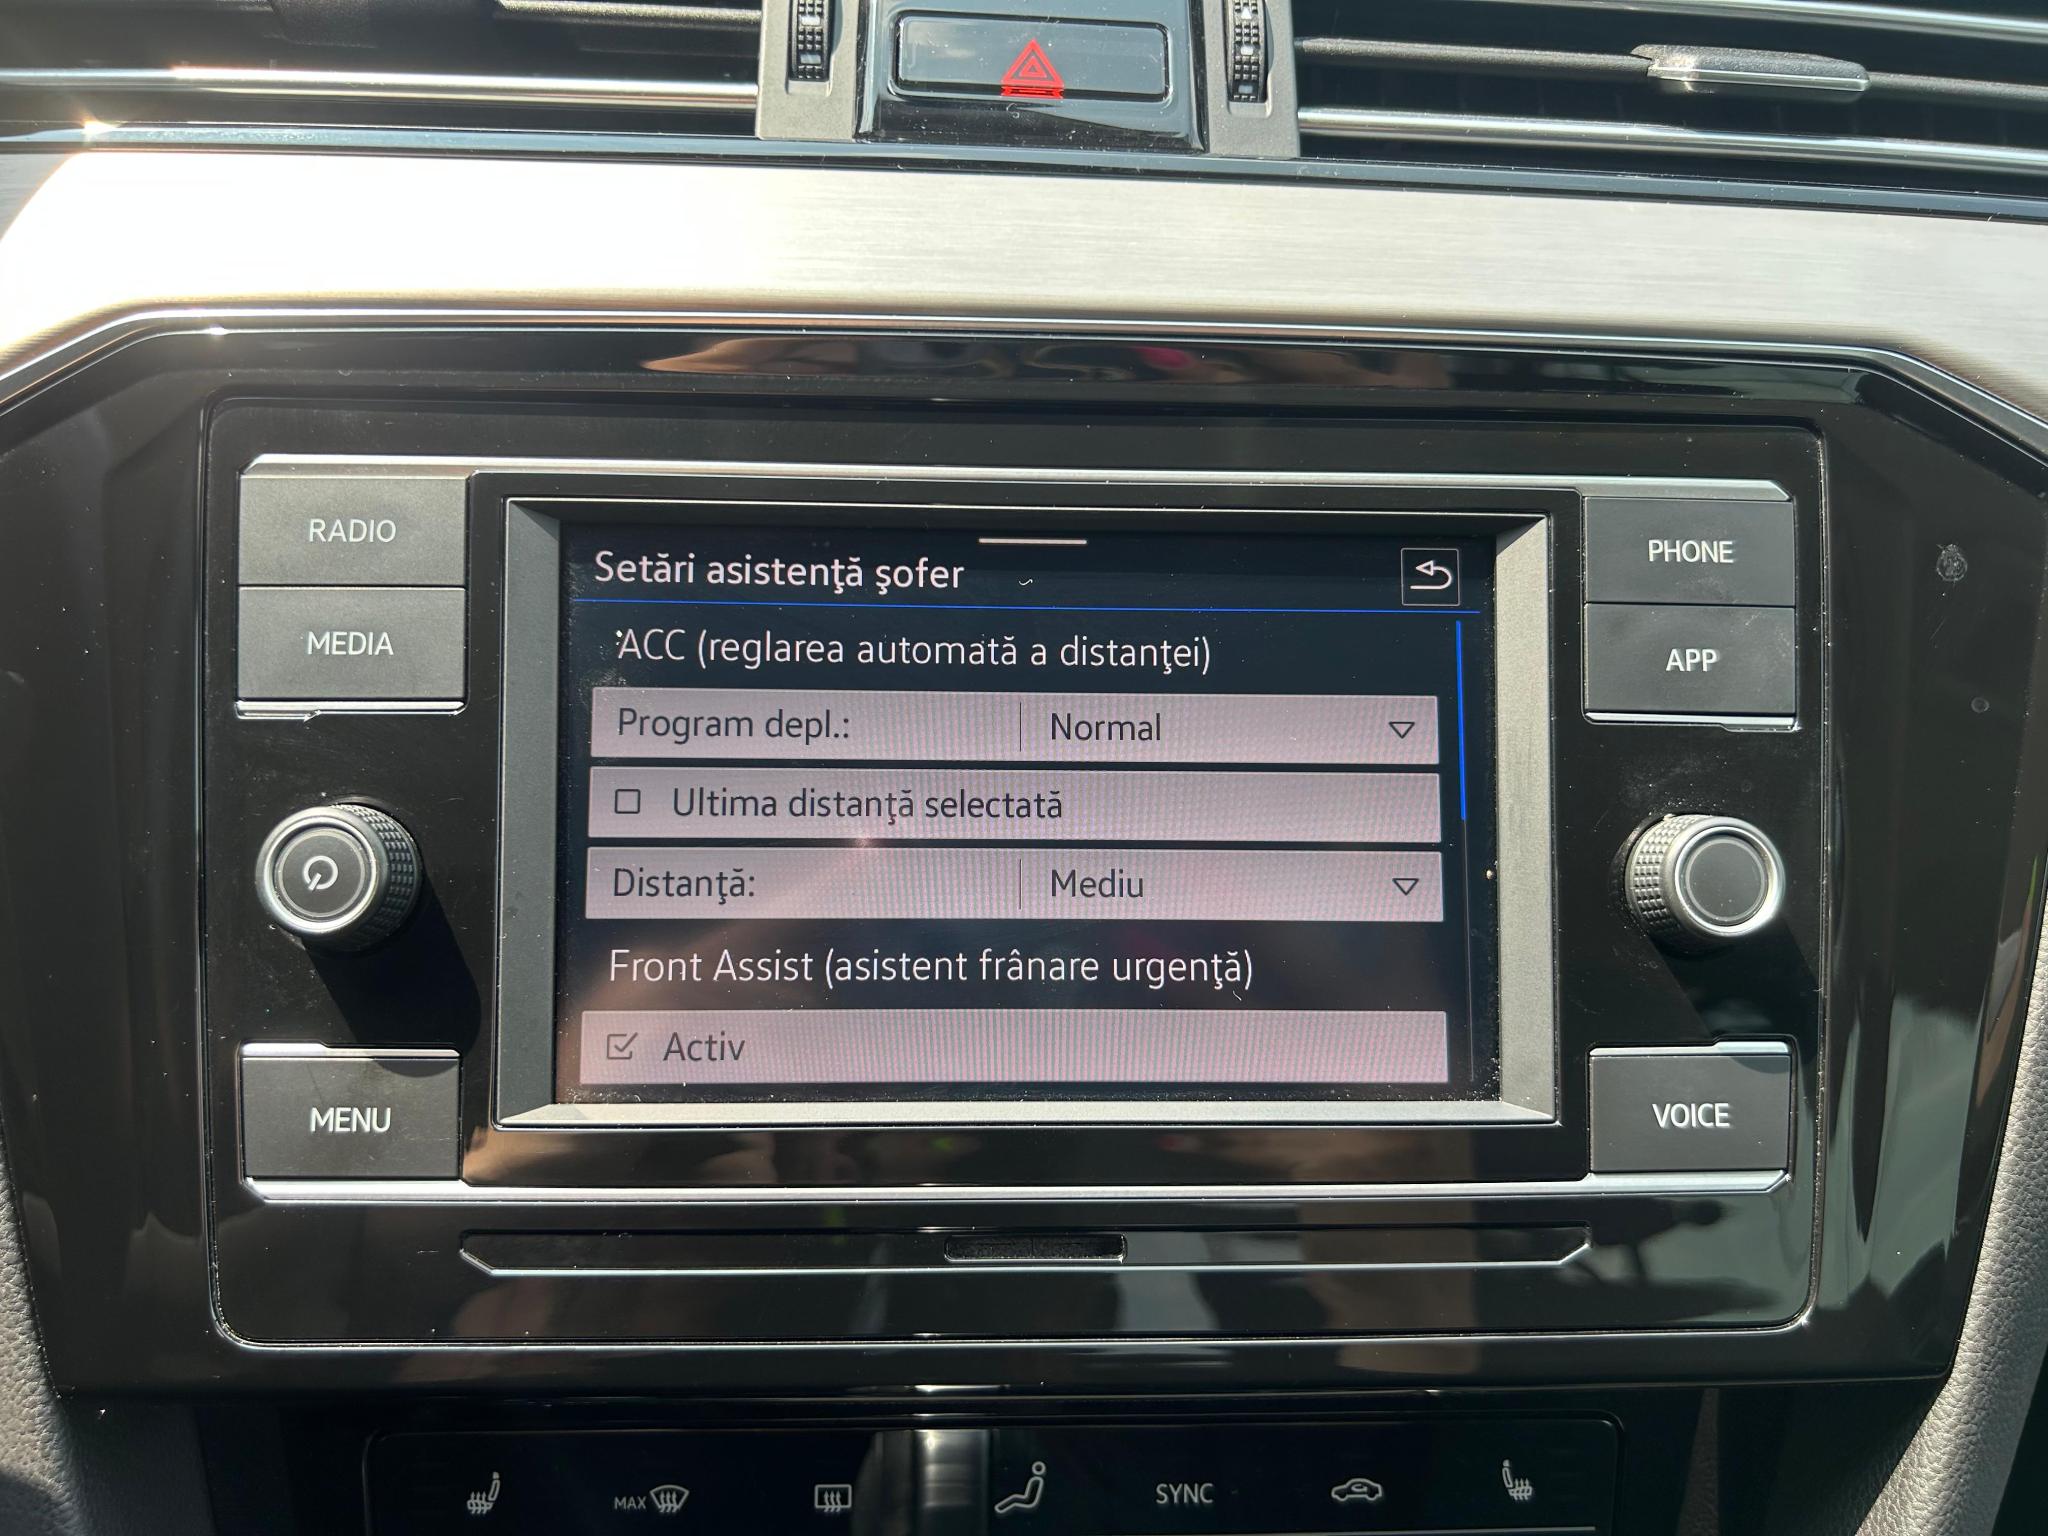 RADIO
MEDIA
MENU
PHONE
APP
VOICE
Setări asistenţă şofer
ACC (reglarea automată a distanţei)
Program depl.: Normal
Ultima distanţă selectată
Distanţă: Mediu
Front Assist (asistent frânare urgenţă)
Activ
MAX
SYNC